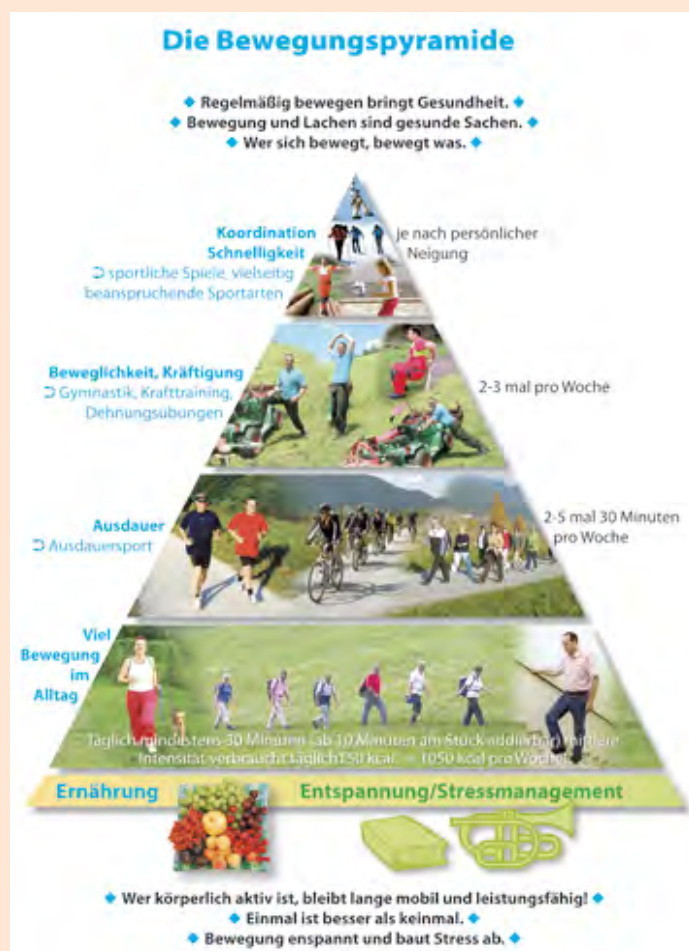 Die Bewegungspyramide
◆ Regelmäßig bewegen bringt Gesundheit. ◆
◆ Bewegung und Lachen sind gesunde Sachen. ◆
◆ Wer sich bewegt, bewegt was. ◆
Koordination
Schnelligkeit
⊃ sportliche Spiele, vielseitig
beanspruchende Sportarten
je nach persönlicher
Neigung
Beweglichkeit, Kräftigung
⊃ Gymnastik, Krafttraining,
Dehnungsübungen
2-3 mal pro Woche
Ausdauer
⊃ Ausdauersport
2-5 mal 30 Minuten
pro Woche
Viel
Bewegung
im
Alltag
Täglich mindestens 30 Minuten (ab 10 Minuten am Stück addierbar) mittlere
Intensität verbraucht täglich 150 kcal. = 1050 kcal pro Woche!
Ernährung
Entspannung/Stressmanagement
◆ Wer körperlich aktiv ist, bleibt lange mobil und leistungsfähig! ◆
◆ Einmal ist besser als keinmal. ◆
◆ Bewegung entspannt und baut Stress ab. ◆